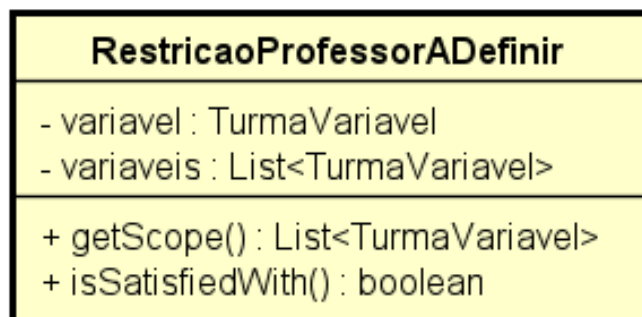 RestricaoProfessorADefinir
- variavel : TurmaVariavel
- variaveis : List<TurmaVariavel>
+ getScope() : List<TurmaVariavel>
+ isSatisfiedWith() : boolean